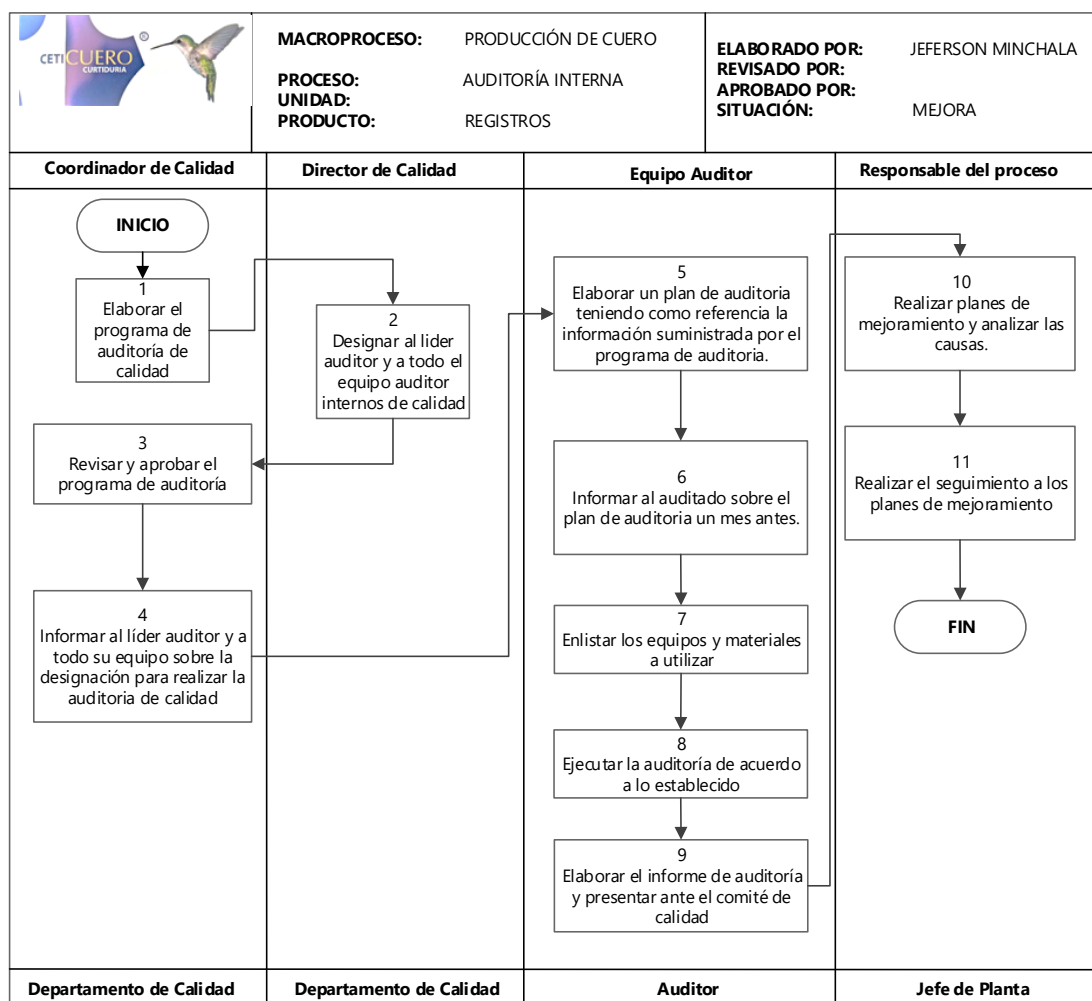 CETICUERO
CURTIDURIA
®
MACROPROCESO: PRODUCCIÓN DE CUERO
PROCESO: AUDITORÍA INTERNA
UNIDAD:
PRODUCTO: REGISTROS
ELABORADO POR: JEFERSON MINCHALA
REVISADO POR:
APROBADO POR:
SITUACIÓN: MEJORA
Coordinador de Calidad
Director de Calidad
Equipo Auditor
Responsable del proceso
INICIO
1
Elaborar el
programa de
auditoría de
calidad
2
Designar al lider
auditor y a todo el
equipo auditor
internos de calidad
3
Revisar y aprobar el
programa de auditoría
4
Informar al líder auditor y a
todo su equipo sobre la
designación para realizar la
auditoria de calidad
5
Elaborar un plan de auditoria
teniendo como referencia la
información suministrada por el
programa de auditoria.
6
Informar al auditado sobre el
plan de auditoria un mes antes.
7
Enlistar los equipos y materiales
a utilizar
8
Ejecutar la auditoría de acuerdo
a lo establecido
9
Elaborar el informe de auditoría
y presentar ante el comité de
calidad
10
Realizar planes de
mejoramiento y analizar las
causas.
11
Realizar el seguimiento a los
planes de mejoramiento
FIN
Departamento de Calidad
Departamento de Calidad
Auditor
Jefe de Planta